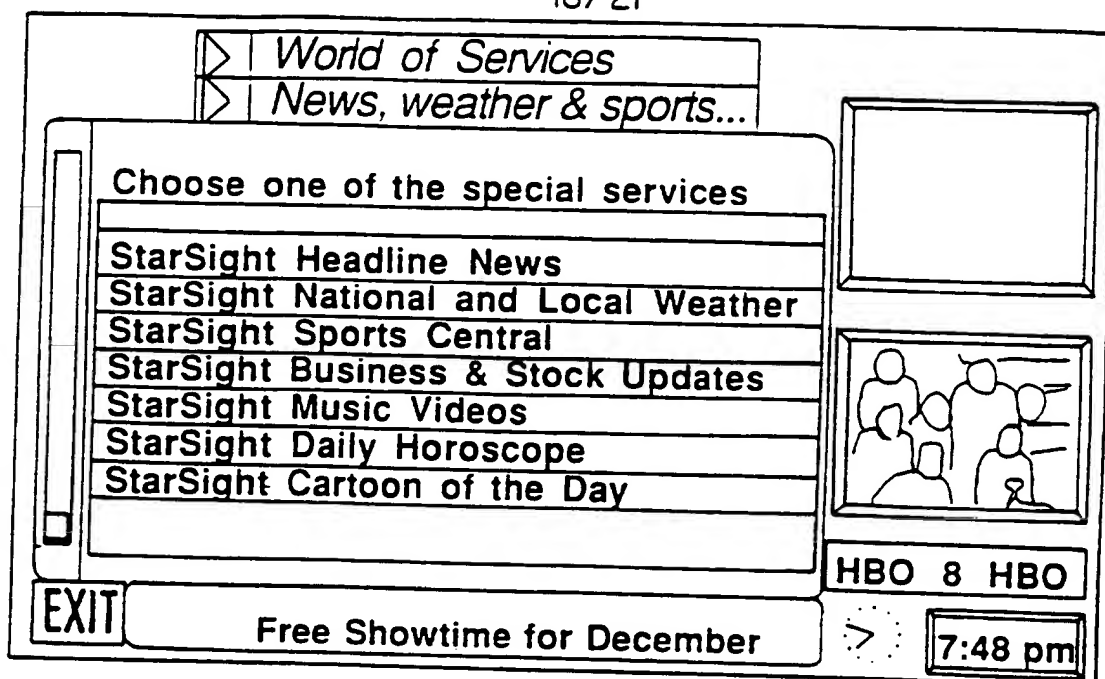 World of Services
News, weather & sports...
Choose one of the special services
StarSight Headline News
StarSight National and Local Weather
StarSight Sports Central
StarSight Business & Stock Updates
StarSight Music Videos
StarSight Daily Horoscope
StarSight Cartoon of the Day
HBO 8 HBO
EXIT
Free Showtime for December
7:48 pm